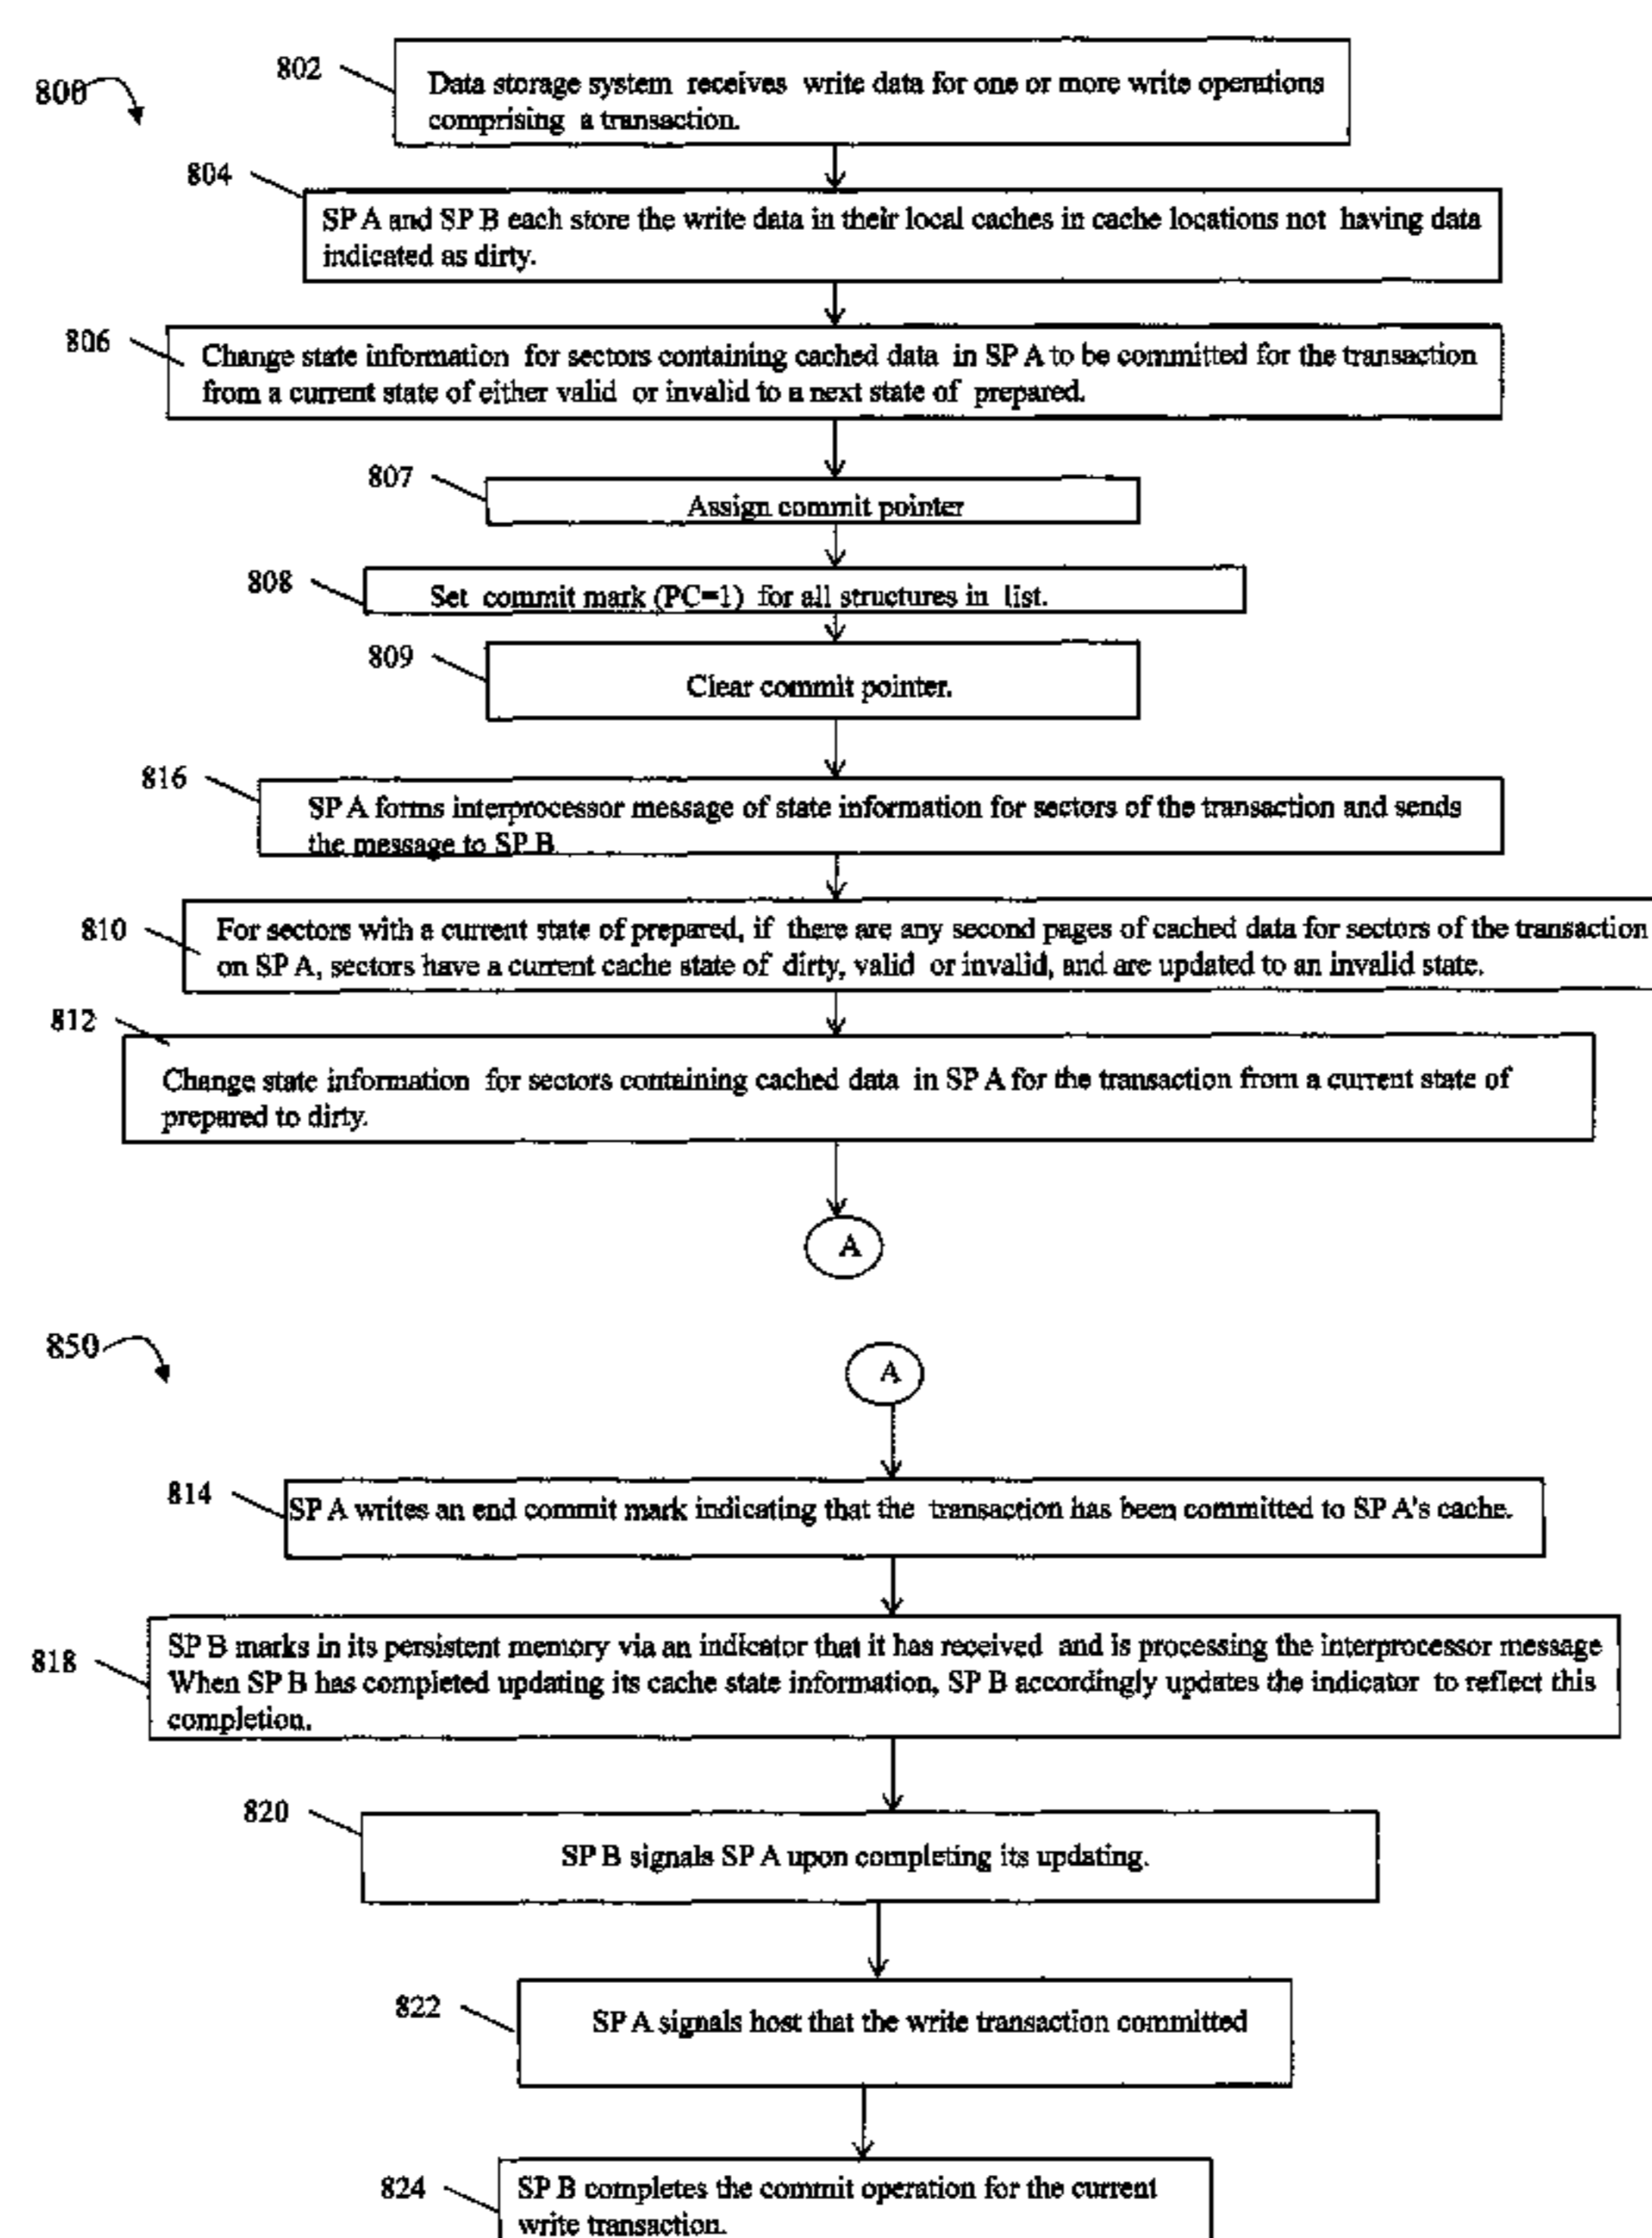 800
802
Data storage system receives write data for one or more write operations
comprising a transaction.
804
SP A and SP B each store the write data in their local caches in cache locations not having data
indicated as dirty.
806
Change state information for sectors containing cached data in SP A to be committed for the transaction
from a current state of either valid or invalid to a next state of prepared.
807
Assign commit pointer
808
Set commit mark (PC=1) for all structures in list.
809
Clear commit pointer.
816
SP A forms interprocessor message of state information for sectors of the transaction and sends
the message to SP B
810
For sectors with a current state of prepared, if there are any second pages of cached data for sectors of the transaction
on SP A, sectors have a current cache state of dirty, valid or invalid, and are updated to an invalid state.
812
Change state information for sectors containing cached data in SP A for the transaction from a current state of
prepared to dirty.
A
850
A
814
SP A writes an end commit mark indicating that the transaction has been committed to SP A's cache.
818
SP B marks in its persistent memory via an indicator that it has received and is processing the interprocessor message
When SP B has completed updating its cache state information, SP B accordingly updates the indicator to reflect this
completion.
820
SP B signals SP A upon completing its updating.
822
SP A signals host that the write transaction committed
824
SP B completes the commit operation for the current
write transaction.